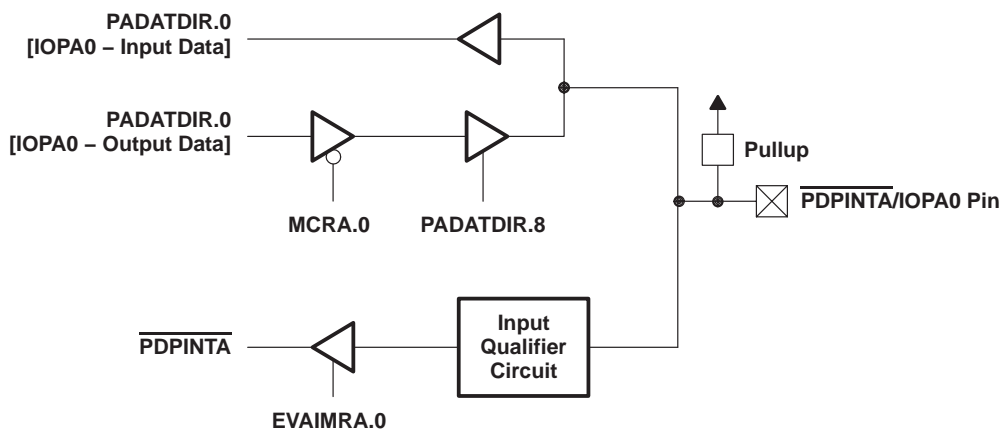 PADATDIR.0
[IOPA0 – Input Data]
PADATDIR.0
[IOPA0 – Output Data]
MCRA.0
PADATDIR.8
Pullup
PDPINTA/IOPA0 Pin
PDPINTA
Input
Qualifier
Circuit
EVAIMRA.0